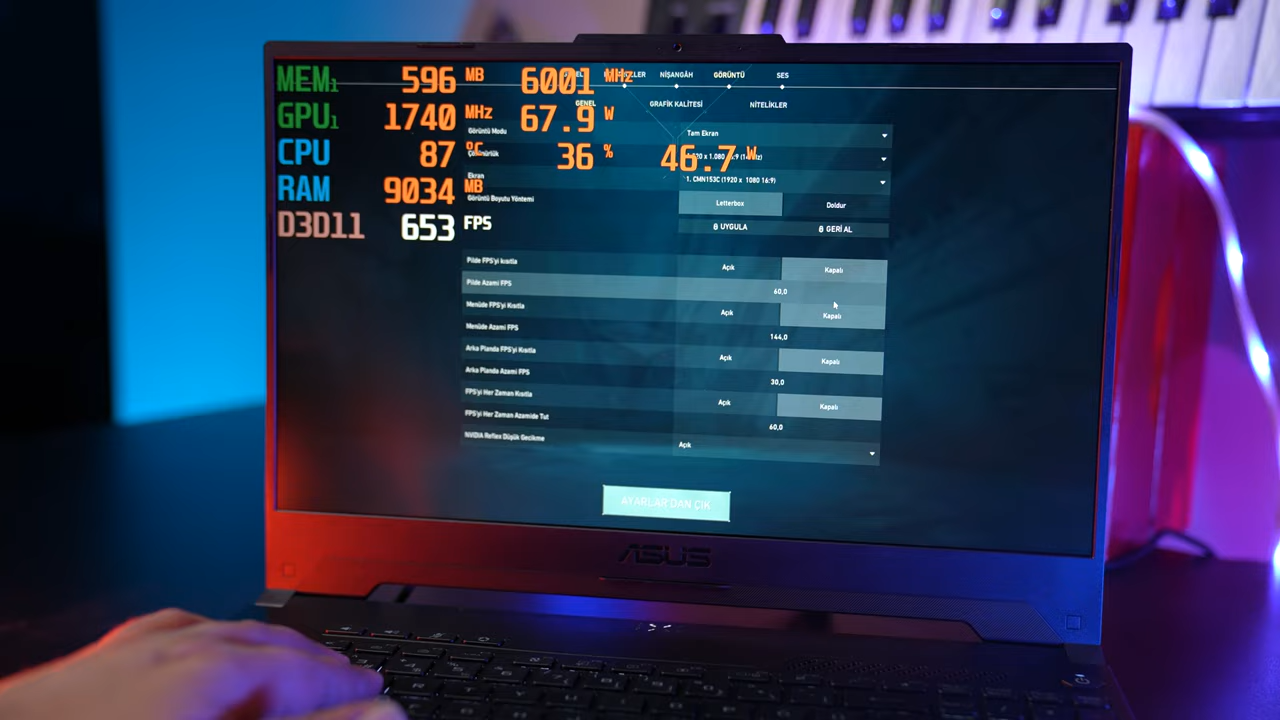 MEM1 596 MB 6001 MHz
GPU1 1740 MHz 67.9 W
CPU 87 °C 36 % 46.7 W
RAM 9034 MB
D3D11 653 FPS
NİŞANGÂH GÖRÜNTÜ SES
GENEL GRAFİK KALİTESİ NİTELİKLER
Görüntü Modu Tam Ekran
Ekran 1. CMN153C (1920 x 1080 16:9)
Görüntü Boyutu Yöntemi Letterbox Doldur
UYGULA GERİ AL
Pilde FPS'yi Kısıtla Açık Kapalı
Pilde Azami FPS 60,0
Menüde FPS'yi Kısıtla Açık Kapalı
Menüde Azami FPS 144,0
Arka Planda FPS'yi Kısıtla Açık Kapalı
Arka Planda Azami FPS 30,0
FPS'yi Her Zaman Kısıtla Açık Kapalı
FPS'yi Her Zaman Azamide Tut 60,0
NVIDIA Reflex Düşük Gecikme Açık
AYARLAR'DAN ÇIK
ASUS